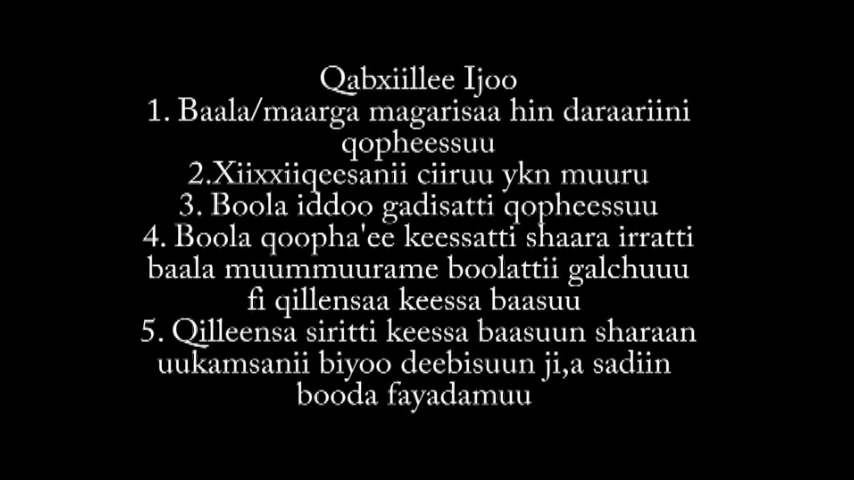 Qabxiillee Ijoo
1. Baala/maarga magarisaa hin daraariini
qopheessuu
2.Xiixxiiqeesanii ciiruu ykn muuru
3. Boola iddoo gadisatti qopheessuu
4. Boola qoopha'ee keessatti shaara irratti
baala muummuurame boolattii galchuuu
fi qillensaa keessa baasuu
5. Qilleensa siritti keessa baasuun sharaan
uukamsanii biyoo deebisuun ji,a sadiin
booda fayadamuu